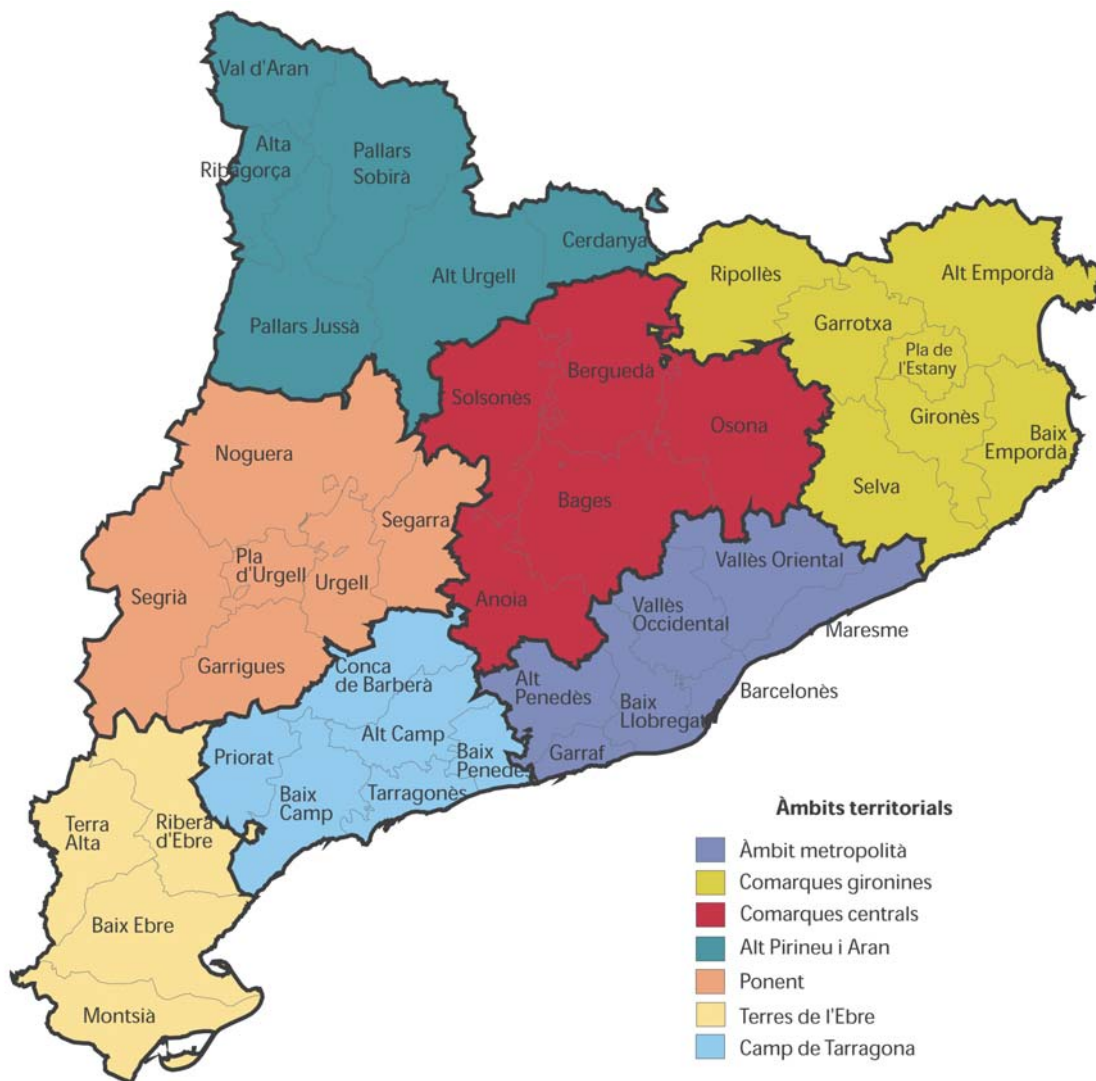 Val d'Aran
Alta
Ribagorça
Pallars
Sobirà
Cerdanya
Alt Urgell
Pallars Jussà
Ripollès
Alt Empordà
Garrotxa
Pla de
l'Estany
Gironès
Baix
Empordà
Selva
Berguedà
Solsonès
Osona
Bages
Anoia
Noguera
Segarra
Pla
d'Urgell
Urgell
Segrià
Garrigues
Vallès Oriental
Vallès
Occidental
Maresme
Barcelonès
Alt
Penedès
Baix
Llobregat
Garraf
Conca
de Barberà
Alt Camp
Priorat
Baix
Penedès
Baix
Camp
Tarragonès
Terra
Alta
Ribera
d'Ebre
Baix Ebre
Montsià
Àmbits territorials
Àmbit metropolità
Comarques gironines
Comarques centrals
Alt Pirineu i Aran
Ponent
Terres de l'Ebre
Camp de Tarragona